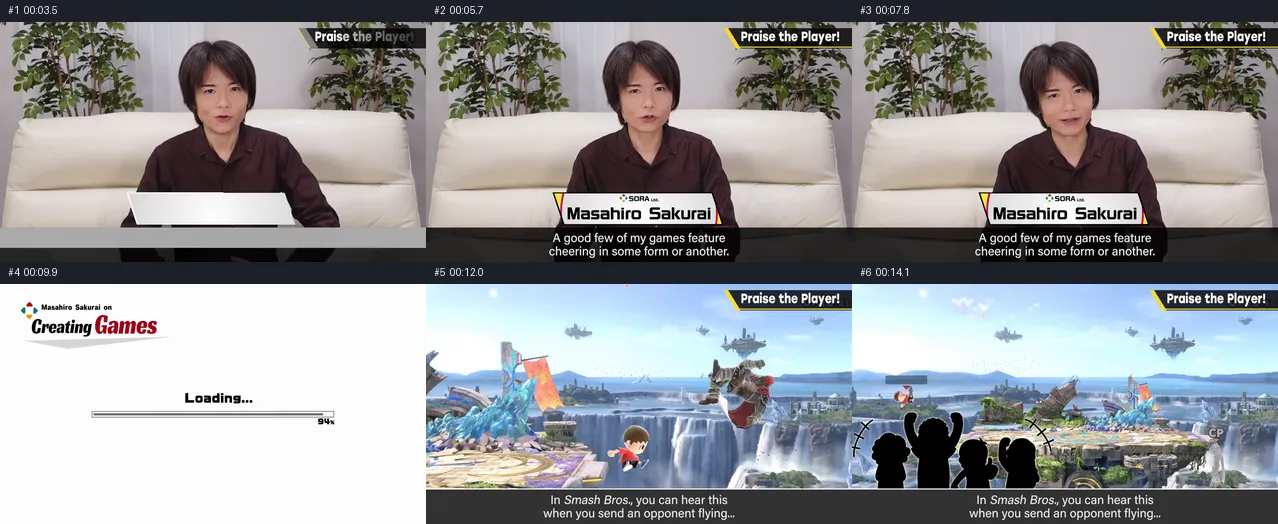 #1 00:03.5
Praise the Player!
#2 00:05.7
Praise the Player!
SORA Ltd.
Masahiro Sakurai
A good few of my games feature
cheering in some form or another.
#3 00:07.8
Praise the Player!
SORA Ltd.
Masahiro Sakurai
A good few of my games feature
cheering in some form or another.
#4 00:09.9
Masahiro Sakurai on
Creating Games
Loading...
94%
#5 00:12.0
Praise the Player!
In Smash Bros., you can hear this
when you send an opponent flying...
#6 00:14.1
Praise the Player!
CP
In Smash Bros., you can hear this
when you send an opponent flying...